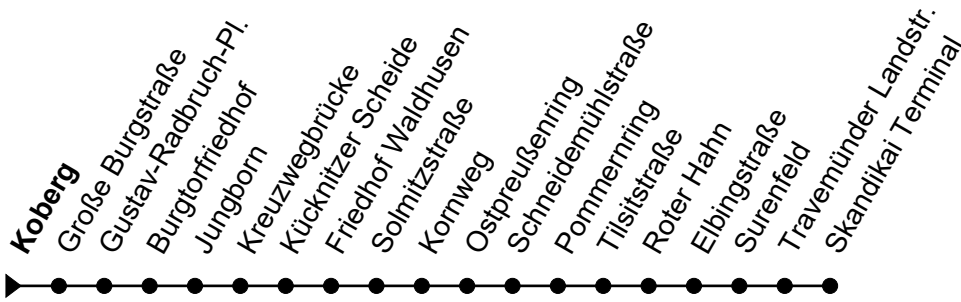 Koberg
Große Burgstraße
Gustav-Radbruch-Pl.
Burgtorfriedhof
Jungborn
Kreuzwegbrücke
Kücknitzer Scheide
Friedhof Waldhusen
Solmitzstraße
Kornweg
Ostpreußenring
Schneidemühlstraße
Pommernring
Tilsitstraße
Roter Hahn
Elbingstraße
Surenfeld
Travemünder Landstr.
Skandikai Terminal